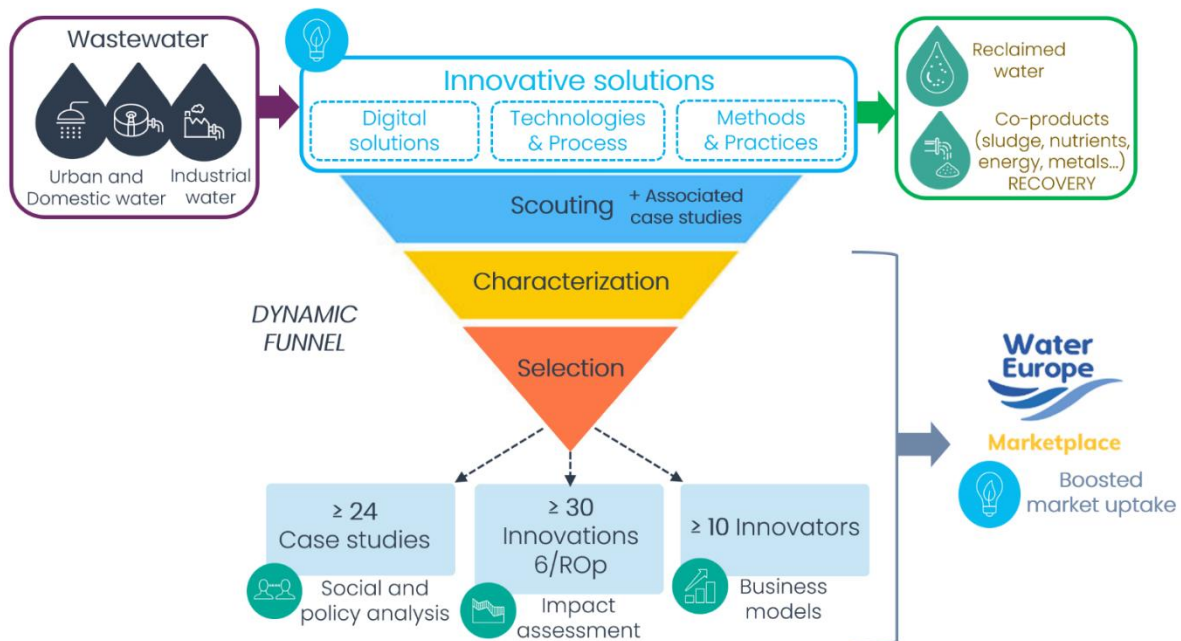 Wastewater
Urban and
Domestic water
Industrial
water
Innovative solutions
Digital
solutions
Technologies
& Process
Methods
& Practices
Reclaimed
water
Co-products
(sludge, nutrients,
energy, metals...)
RECOVERY
Scouting
+ Associated
case studies
Characterization
Selection
DYNAMIC
FUNNEL
≥ 24
Case studies
≥ 30
Innovations
6/ROp
≥ 10 Innovators
Social and
policy analysis
Impact
assessment
Business
models
Water
Europe
Marketplace
Boosted
market uptake